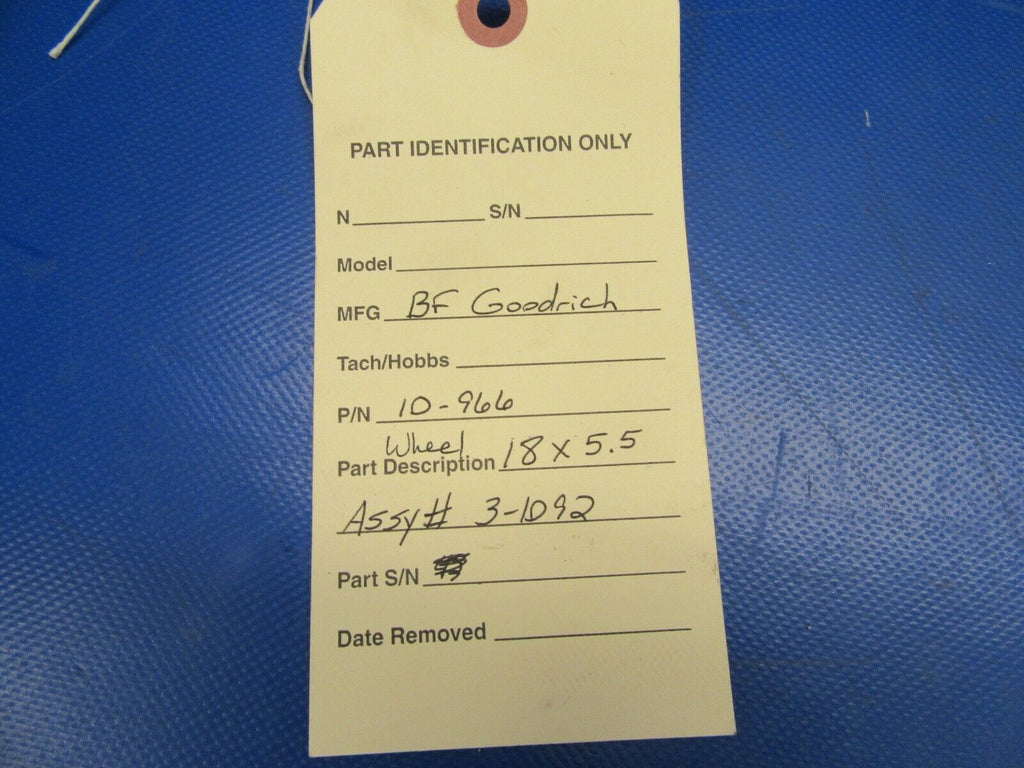 PART IDENTIFICATION ONLY
N S/N
Model
MFG BF Goodrich
Tach/Hobbs
P/N 10-966
Wheel
Part Description 18 x 5.5
Assy# 3-1092
Part S/N
Date Removed